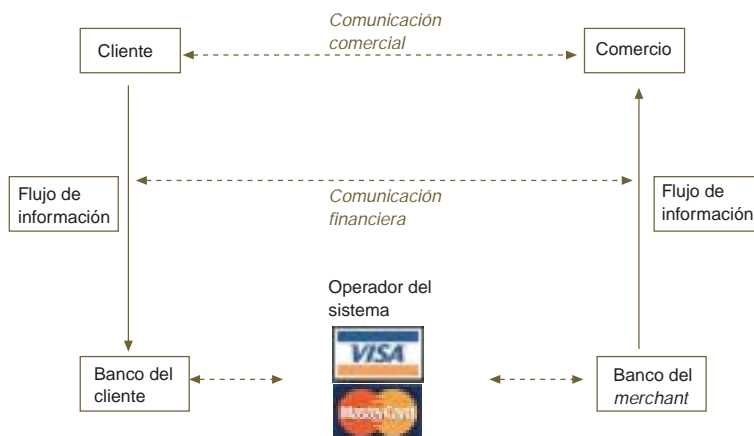 Comunicación
comercial
Cliente
Comercio
Flujo de
información
Comunicación
financiera
Flujo de
información
Operador del
sistema
VISA
MasterCard
Banco del
cliente
Banco del
merchant